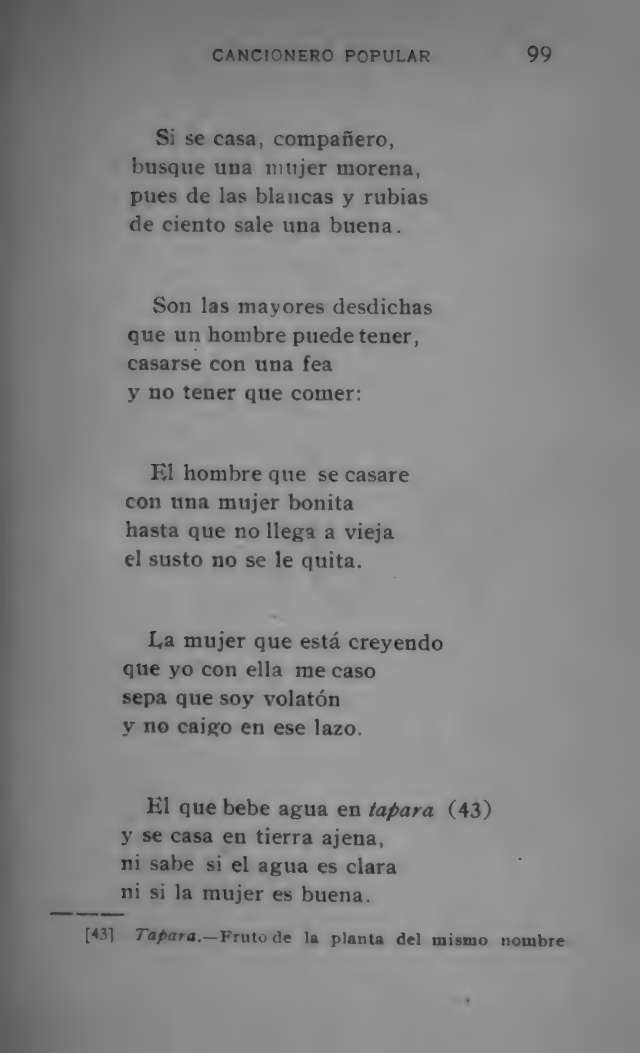 CANCIONERO POPULAR 99
Si se casa, compañero,
busque una mujer morena,
pues de las blancas y rubias
de ciento sale una buena.
Son las mayores desdichas
que un hombre puede tener,
casarse con una fea
y no tener que comer:
El hombre que se casare
con una mujer bonita
hasta que no llega a vieja
el susto no se le quita.
La mujer que está creyendo
que yo con ella me caso
sepa que soy volatón
y no caigo en ese lazo.
El que bebe agua en tapara (43)
y se casa en tierra ajena,
ni sabe si el agua es clara
ni si la mujer es buena.
[43] Tapara.—Fruto de la planta del mismo nombre